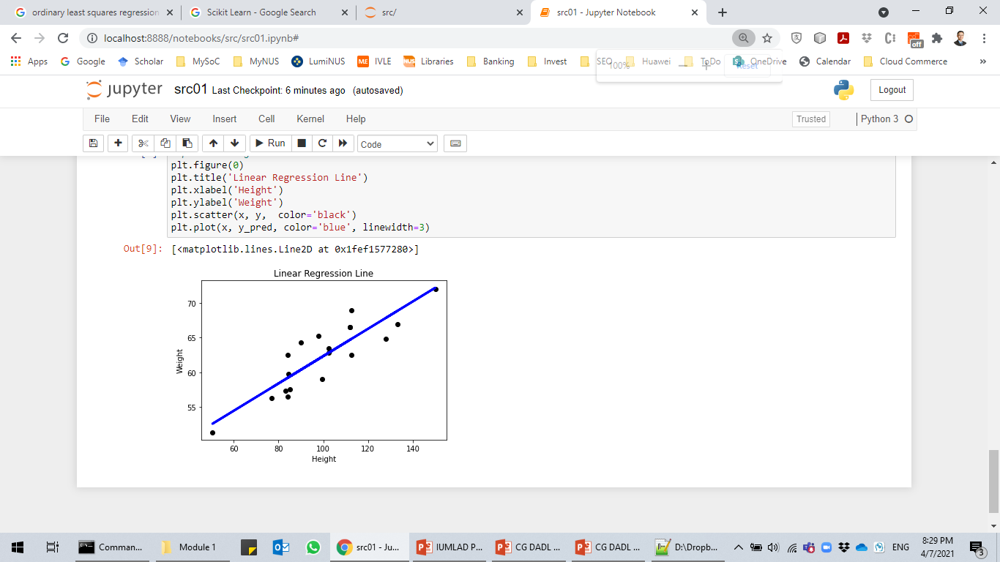 ordinary least squares regression
Scikit Learn - Google Search
src/
src01 - Jupyter Notebook
localhost:8888/notebooks/src/src01.ipynb#
off
Apps
Google
Scholar
MySoC
MyNUS
LumiNUS
ME
IVLE
NUS
Libraries
Banking
Invest
SEO
Huawei
ToDo
OneDrive
Calendar
Cloud Commerce
»
100%
Reset
jupyter src01 Last Checkpoint: 6 minutes ago (autosaved)
Logout
File Edit View Insert Cell Kernel Help
Trusted
Python 3
Run
Code
plt.figure(0)
plt.title('Linear Regression Line')
plt.xlabel('Height')
plt.ylabel('Weight')
plt.scatter(x, y,  color='black')
plt.plot(x, y_pred, color='blue', linewidth=3)
Out[9]: [<matplotlib.lines.Line2D at 0x1fef1577280>]
Linear Regression Line
70
65
60
55
Weight
60 80 100 120 140
Height
Comman...
Module 1
src01 - Ju...
IUMLAD P...
CG DADL ...
CG DADL ...
D:\Dropb...
ENG
8:29 PM
4/7/2021
3